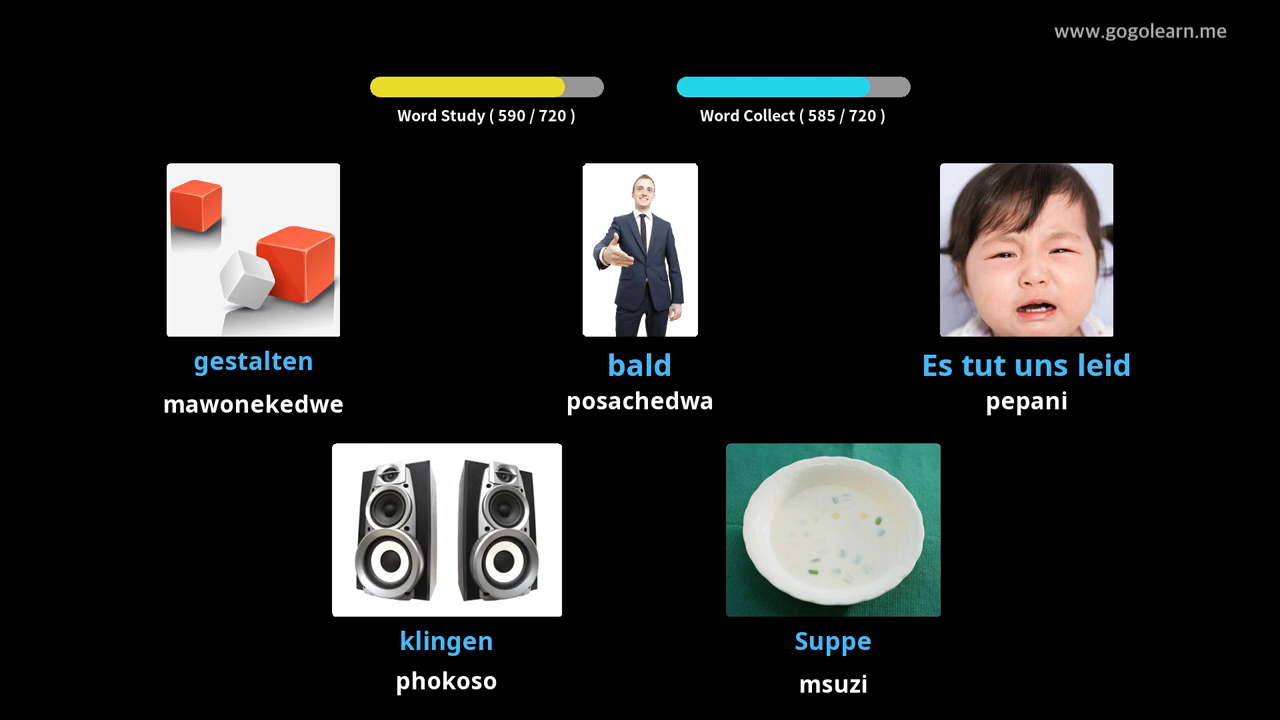 www.gogolearn.me
Word Study ( 590 / 720 )
Word Collect ( 585 / 720 )
gestalten
mawonekedwe
bald
posachedwa
Es tut uns leid
pepani
klingen
phokoso
Suppe
msuzi